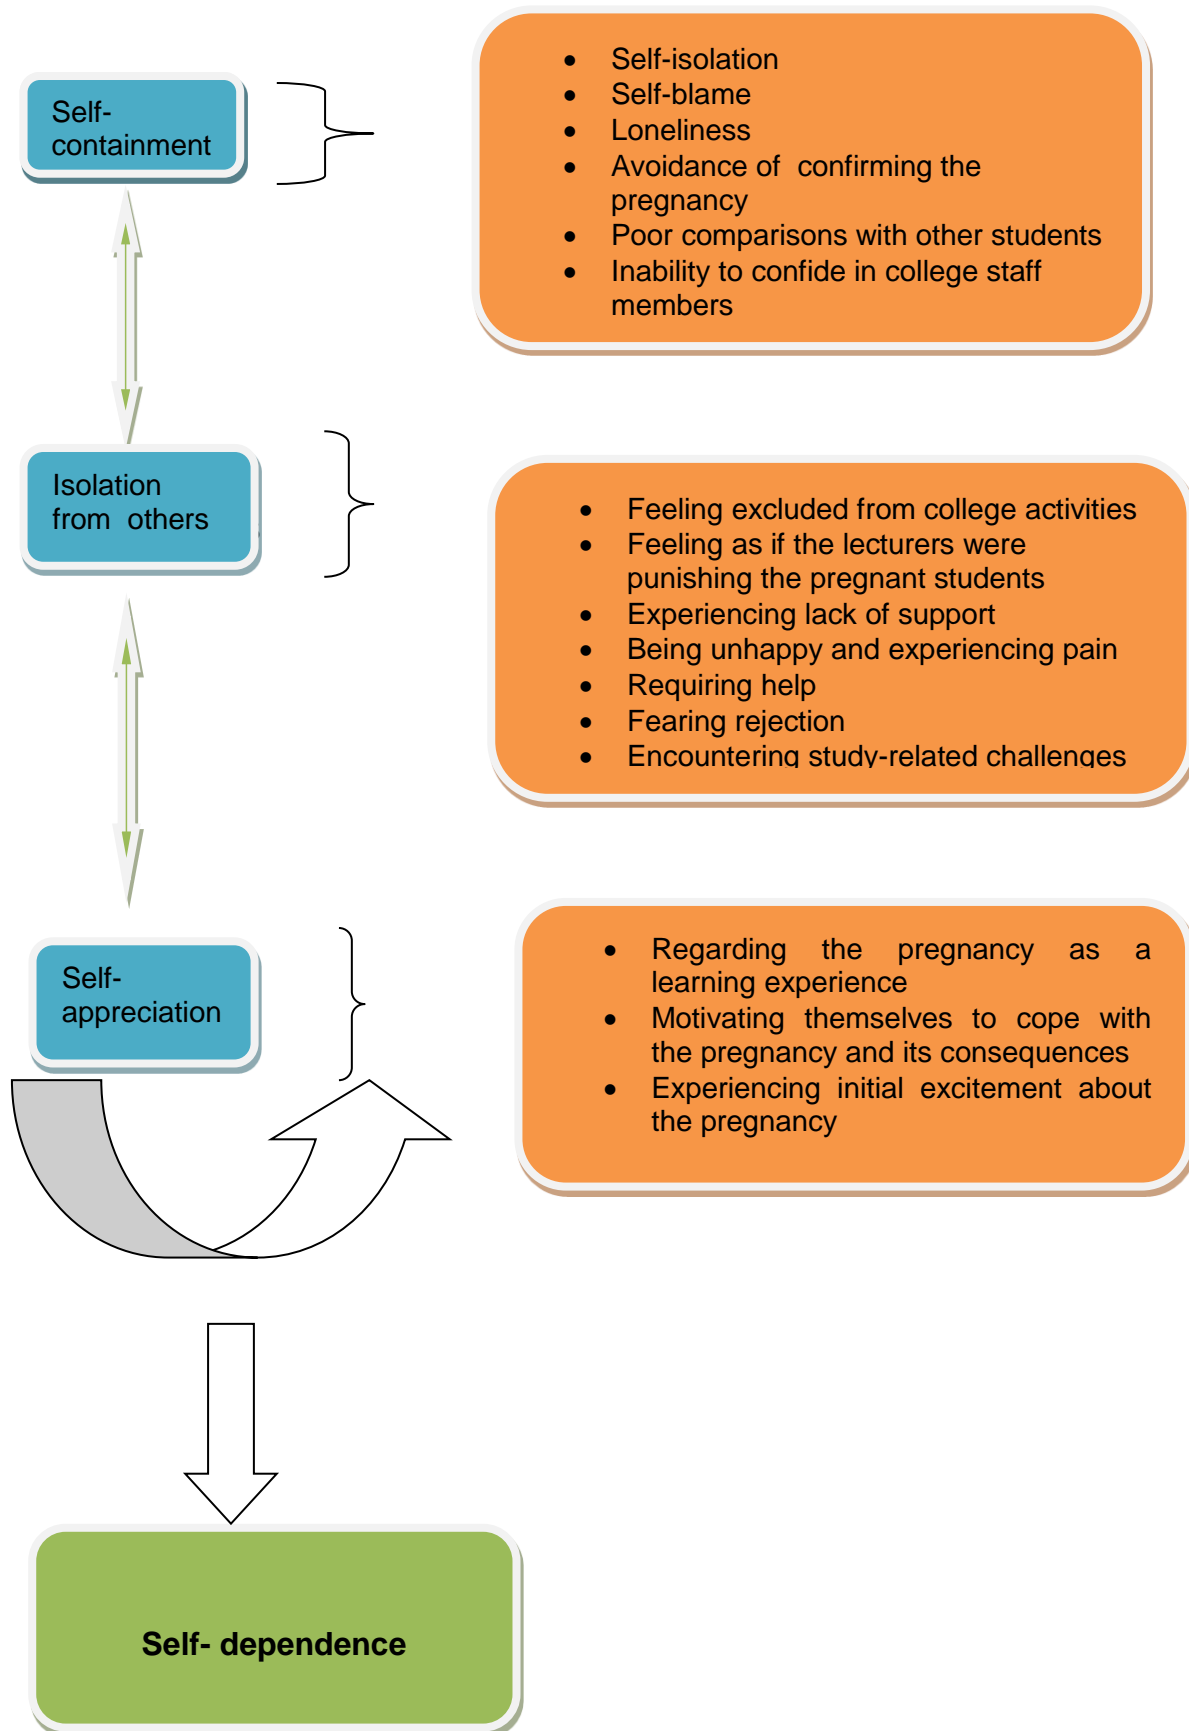 Self-
containment
• Self-isolation
• Self-blame
• Loneliness
• Avoidance of confirming the
pregnancy
• Poor comparisons with other students
• Inability to confide in college staff
members
Isolation
from others
• Feeling excluded from college activities
• Feeling as if the lecturers were
punishing the pregnant students
• Experiencing lack of support
• Being unhappy and experiencing pain
• Requiring help
• Fearing rejection
• Encountering study-related challenges
Self-
appreciation
• Regarding the pregnancy as a
learning experience
• Motivating themselves to cope with
the pregnancy and its consequences
• Experiencing initial excitement about
the pregnancy
Self- dependence